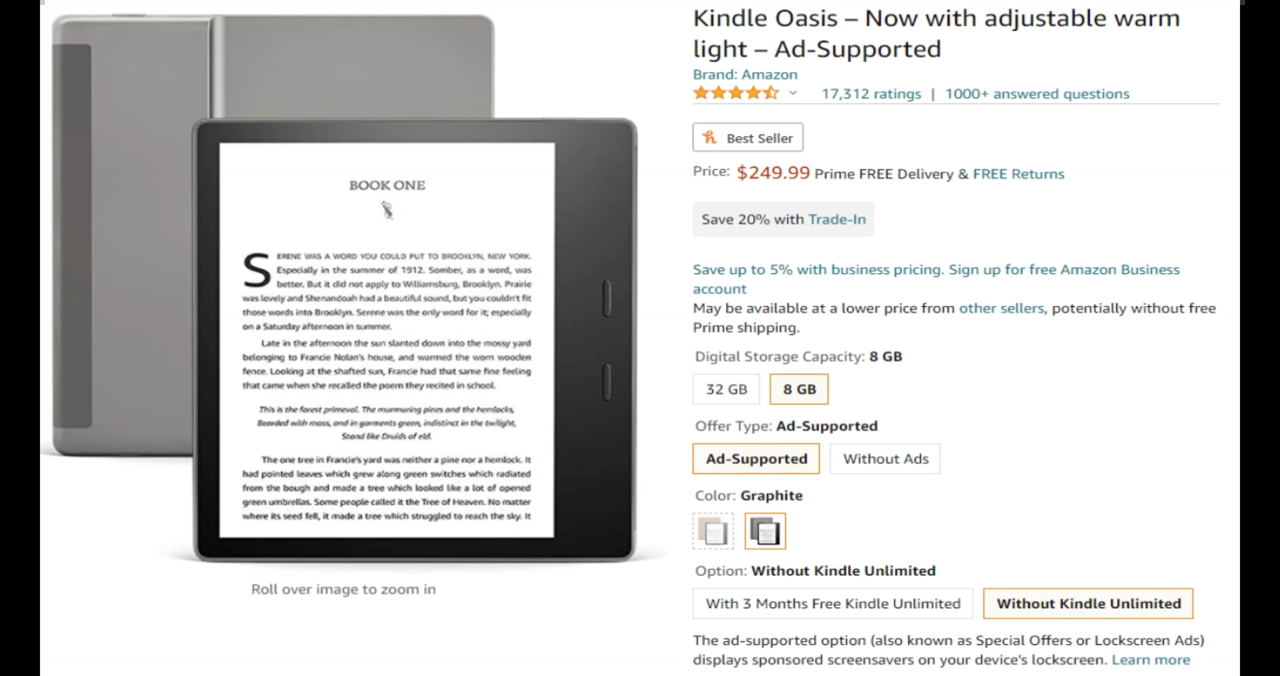 Kindle Oasis – Now with adjustable warm
light – Ad-Supported
Brand: Amazon
17,312 ratings | 1000+ answered questions
Best Seller
Price: $249.99 Prime FREE Delivery & FREE Returns
Save 20% with Trade-In
Save up to 5% with business pricing. Sign up for free Amazon Business
account
May be available at a lower price from other sellers, potentially without free
Prime shipping.
Digital Storage Capacity: 8 GB
32 GB
8 GB
Offer Type: Ad-Supported
Ad-Supported
Without Ads
Color: Graphite
Option: Without Kindle Unlimited
With 3 Months Free Kindle Unlimited
Without Kindle Unlimited
The ad-supported option (also known as Special Offers or Lockscreen Ads)
displays sponsored screensavers on your device's lockscreen. Learn more
BOOK ONE
SERENE WAS A WORD YOU COULD PUT TO BROOKLYN, NEW YORK.
Especially in the summer of 1912. Somber, as a word, was
better. But it did not apply to Williamsburg, Brooklyn. Prairie
was lovely and Shenandoah had a beautiful sound, but you couldn't fit
those words into Brooklyn. Serene was the only word for it; especially
on a Saturday afternoon in summer.
Late in the afternoon the sun slanted down into the mossy yard
belonging to Francie Nolan's house, and warmed the worn wooden
fence. Looking at the shafted sun, Francie had that same fine feeling
that came when she recalled the poem they recited in school.
This is the forest primeval. The murmuring pines and the hemlocks,
Bearded with moss, and in garments green, indistinct in the twilight,
Stand like Druids of eld.
The one tree in Francie's yard was neither a pine nor a hemlock. It
had pointed leaves which grew along green switches which radiated
from the bough and made a tree which looked like a lot of opened
green umbrellas. Some people called it the Tree of Heaven. No matter
where its seed fell, it made a tree which struggled to reach the sky. It
Roll over image to zoom in